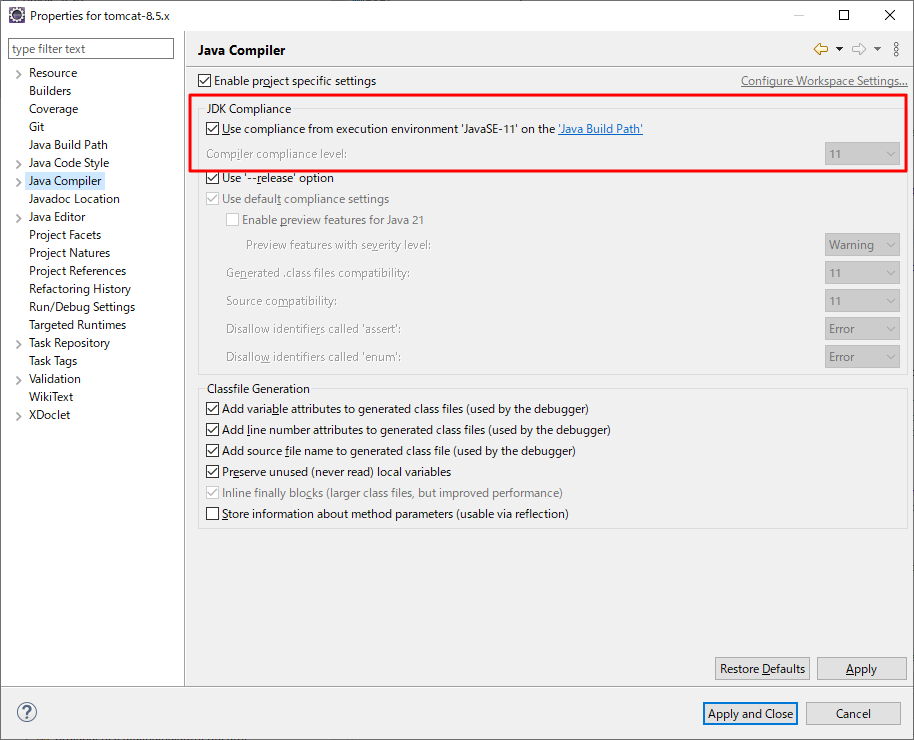 Properties for tomcat-8.5.x
type filter text
Resource
Builders
Coverage
Git
Java Build Path
Java Code Style
Java Compiler
Javadoc Location
Java Editor
Project Facets
Project Natures
Project References
Refactoring History
Run/Debug Settings
Targeted Runtimes
Task Repository
Task Tags
Validation
WikiText
XDoclet
Java Compiler
Enable project specific settings
Configure Workspace Settings...
JDK Compliance
Use compliance from execution environment 'JavaSE-11' on the 'Java Build Path'
Compiler compliance level: 11
Use '--release' option
Use default compliance settings
Enable preview features for Java 21
Preview features with severity level: Warning
Generated .class files compatibility: 11
Source compatibility: 11
Disallow identifiers called 'assert': Error
Disallow identifiers called 'enum': Error
Classfile Generation
Add variable attributes to generated class files (used by the debugger)
Add line number attributes to generated class files (used by the debugger)
Add source file name to generated class file (used by the debugger)
Preserve unused (never read) local variables
Inline finally blocks (larger class files, but improved performance)
Store information about method parameters (usable via reflection)
Restore Defaults Apply
? Apply and Close Cancel